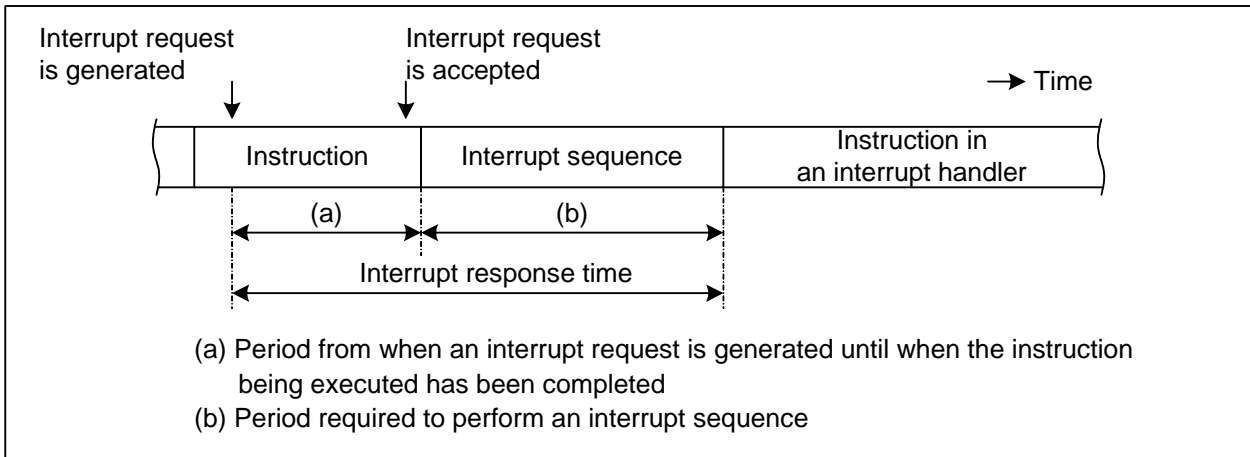 Interrupt request
is generated
Interrupt request
is accepted
Time
Instruction
Interrupt sequence
Instruction in
an interrupt handler
(a)
(b)
Interrupt response time
(a) Period from when an interrupt request is generated until when the instruction
being executed has been completed
(b) Period required to perform an interrupt sequence